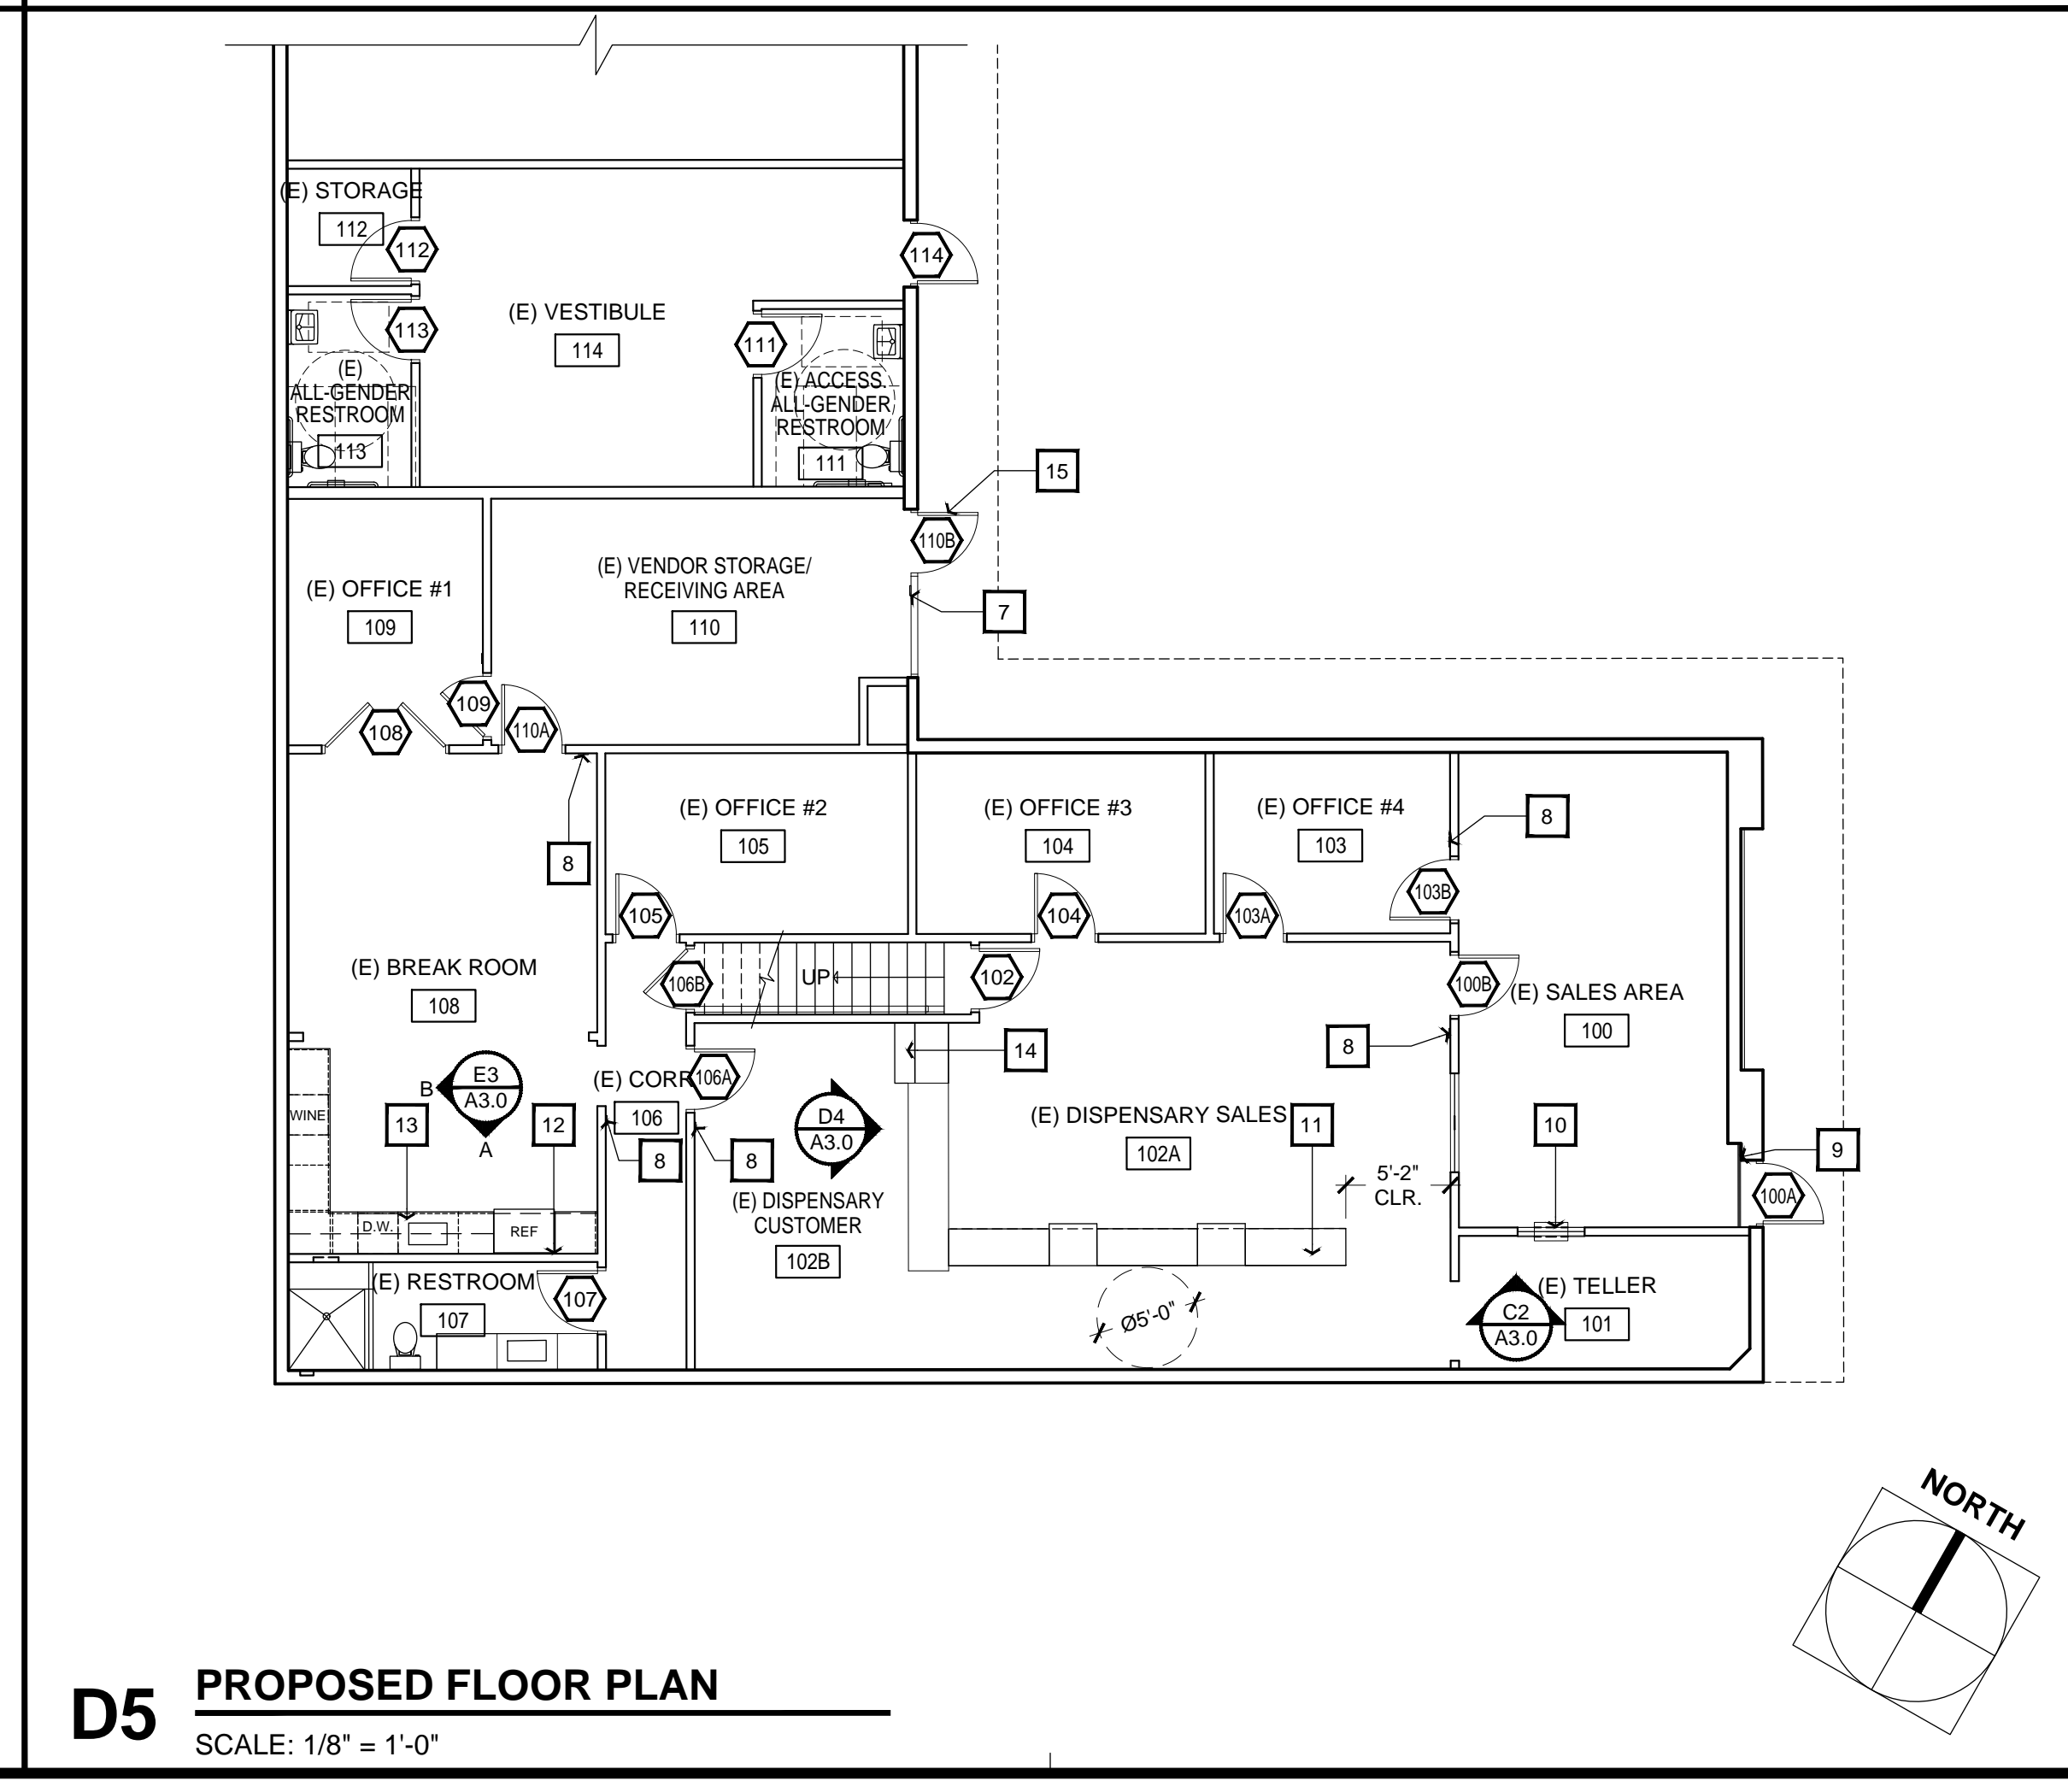 (E) STORAGE
112
112
114
(E) VESTIBULE
114
113
111
(E)
ALL-GENDER
RESTROOM
113
(E) ACCESS.
ALL-GENDER
RESTROOM
111
15
110B
(E) OFFICE #1
109
(E) VENDOR STORAGE/
RECEIVING AREA
110
7
109
108
110A
(E) OFFICE #2
105
(E) OFFICE #3
104
(E) OFFICE #4
103
8
8
103B
105
104
103A
(E) BREAK ROOM
108
106B
UP
102
100B
(E) SALES AREA
100
14
8
B
E3
A3.0
A
(E) CORR
106A
106
WINE
13
12
8
8
D4
A3.0
(E) DISPENSARY SALES
102A
11
10
9
5'-2"
CLR.
100A
(E) DISPENSARY
CUSTOMER
102B
D.W.
REF
(E) RESTROOM
107
107
Ø5'-0"
(E) TELLER
101
C2
A3.0
NORTH
D5
PROPOSED FLOOR PLAN
SCALE: 1/8" = 1'-0"